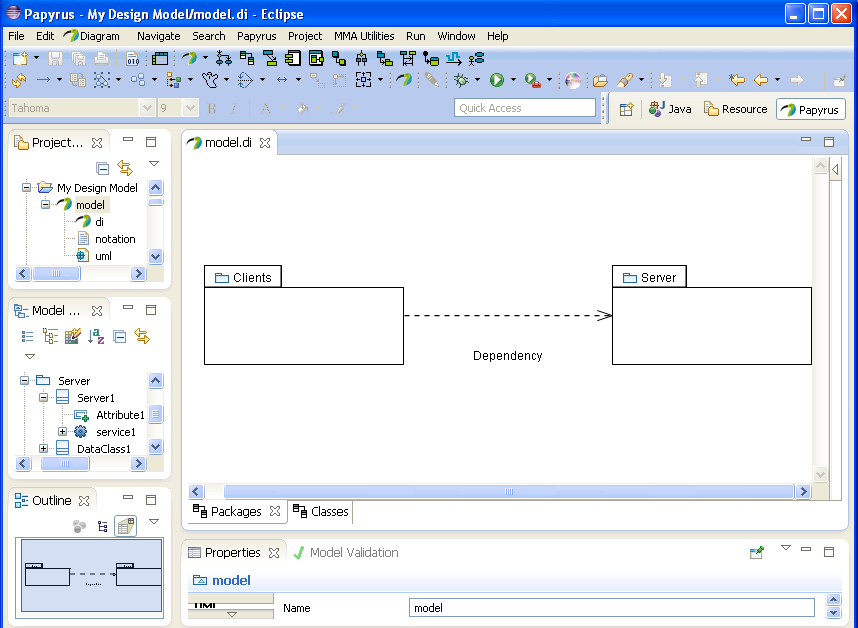 Papyrus - My Design Model/model.di - Eclipse
File Edit Diagram Navigate Search Papyrus Project MMA Utilities Run Window Help
Tahoma 9 B I A Quick Access Java Resource Papyrus
Project...
My Design Model
model
di
notation
uml
model.di
Clients
Server
Dependency
Model ...
Server
Server1
Attribute1
service1
DataClass1
Packages Classes
Outline
Properties Model Validation
model
UML
Name model